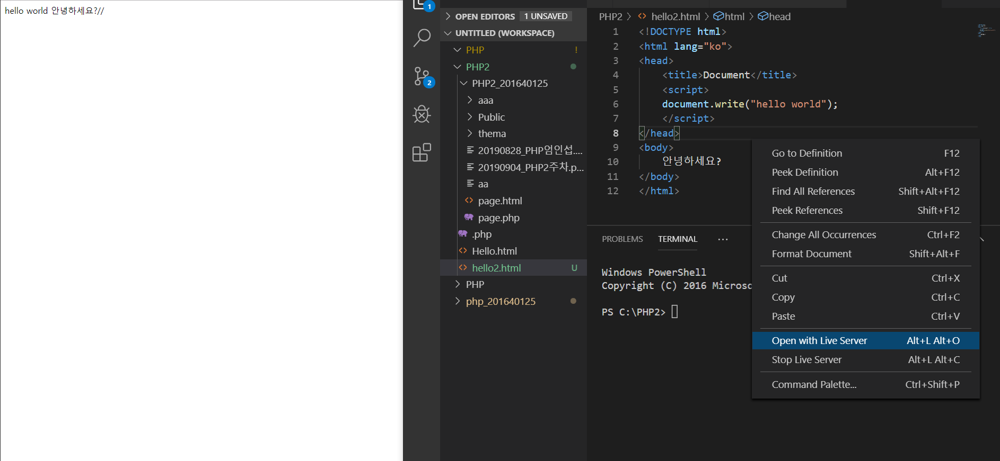 hello world 안녕하세요?//
1
2
OPEN EDITORS 1 UNSAVED
UNTITLED (WORKSPACE)
PHP !
PHP2
PHP2_201640125
aaa
Public
thema
20190828_PHP엄인섭....
20190904_PHP2주차.p...
aa
page.html
page.php
.php
Hello.html
hello2.html U
PHP
php_201640125
PHP2 > <> hello2.html > html > head
1 <!DOCTYPE html>
2 <html lang="ko">
3 <head>
4 <title>Document</title>
5 <script>
6 document.write("hello world");
7 </script>
8 </head>
9 <body>
10 안녕하세요?
11 </body>
12 </html>
PROBLEMS TERMINAL ...
Windows PowerShell
Copyright (C) 2016 Microsc
PS C:\PHP2>
Go to Definition F12
Peek Definition Alt+F12
Find All References Shift+Alt+F12
Peek References Shift+F12
Change All Occurrences Ctrl+F2
Format Document Shift+Alt+F
Cut Ctrl+X
Copy Ctrl+C
Paste Ctrl+V
Open with Live Server Alt+L Alt+O
Stop Live Server Alt+L Alt+C
Command Palette... Ctrl+Shift+P